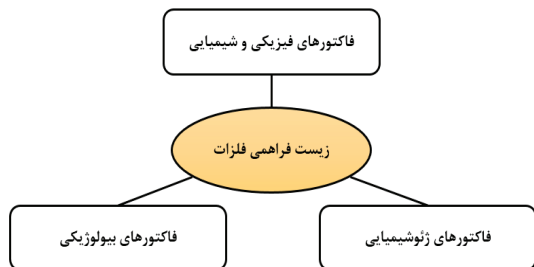 فاکتورهای فیزیکی و شیمیایی
زیست فراهمی فلزات
فاکتورهای ژئوشیمیایی
فاکتورهای بیولوژیکی